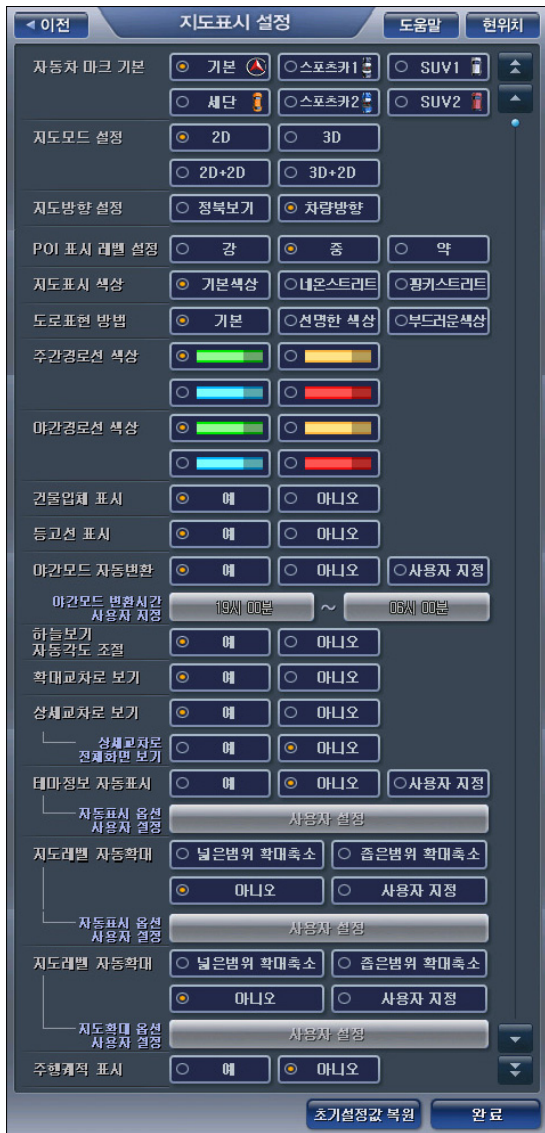 이전 지도표시 설정 도움말 현위치
자동차 마크 기본 기본 스포츠카1 SUV1
세단 스포츠카2 SUV2
지도모드 설정 2D 3D
2D+2D 3D+2D
지도방향 설정 정북보기 차량방향
POI 표시 레벨 설정 강 중 약
지도표시 색상 기본색상 네온스트리트 핑키스트리트
도로표현 방법 기본 선명한 색상 부드러운색상
주간경로선 색상
야간경로선 색상
건물입체 표시 예 아니오
등고선 표시 예 아니오
야간모드 자동변환 예 아니오 사용자 지정
야간모드 변환시간
사용자 지정 19시 00분 ~ 06시 00분
하늘보기
자동각도 조절 예 아니오
확대교차로 보기 예 아니오
상세교차로 보기 예 아니오
상세교차로
전체화면 보기 예 아니오
테마정보 자동표시 예 아니오 사용자 지정
자동표시 옵션
사용자 설정 사용자 설정
지도레벨 자동확대 넓은범위 확대축소 좁은범위 확대축소
아니오 사용자 지정
자동표시 옵션
사용자 설정 사용자 설정
지도레벨 자동확대 넓은범위 확대축소 좁은범위 확대축소
아니오 사용자 지정
지도확대 옵션
사용자 설정 사용자 설정
주행궤적 표시 예 아니오
초기설정값 복원 완료